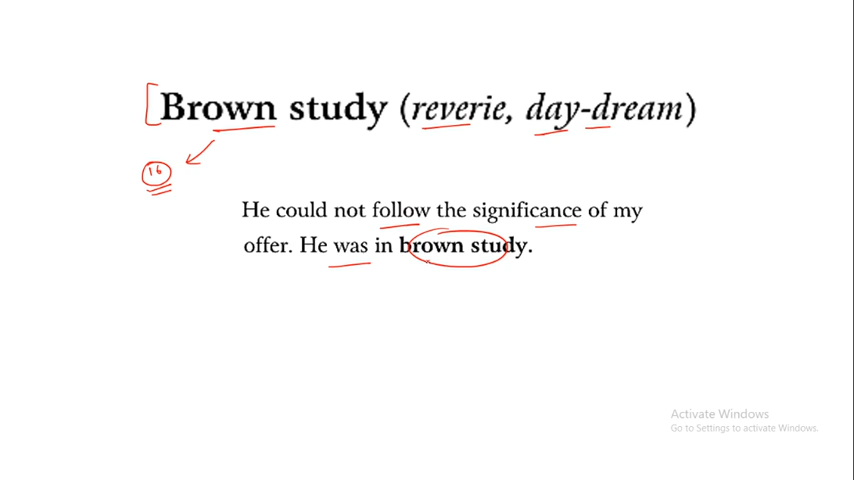 Brown study (reverie, day-dream)
16
He could not follow the significance of my
offer. He was in brown study.
Activate Windows
Go to Settings to activate Windows.